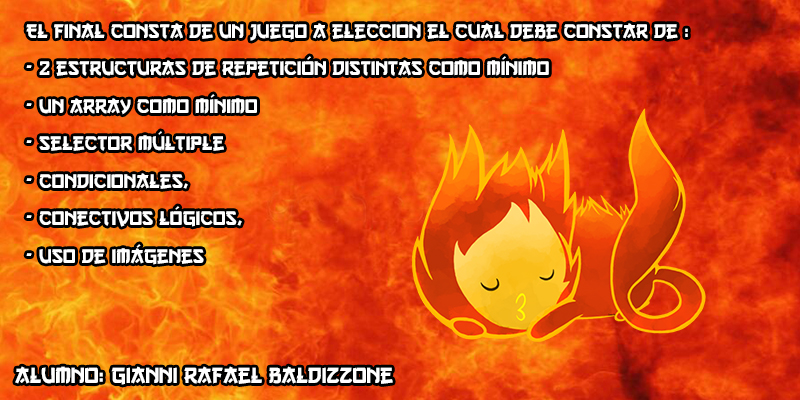 EL FINAL CONSTA DE UN JUEGO A ELECCION EL CUAL DEBE CONSTAR DE :
- 2 ESTRUCTURAS DE REPETICIÓN DISTINTAS COMO MÍNIMO
- UN ARRAY COMO MÍNIMO
- SELECTOR MÚLTIPLE
- CONDICIONALES,
- CONECTIVOS LÓGICOS,
- USO DE IMÁGENES
ALUMNO: GIANNI RAFAEL BALDIZZONE